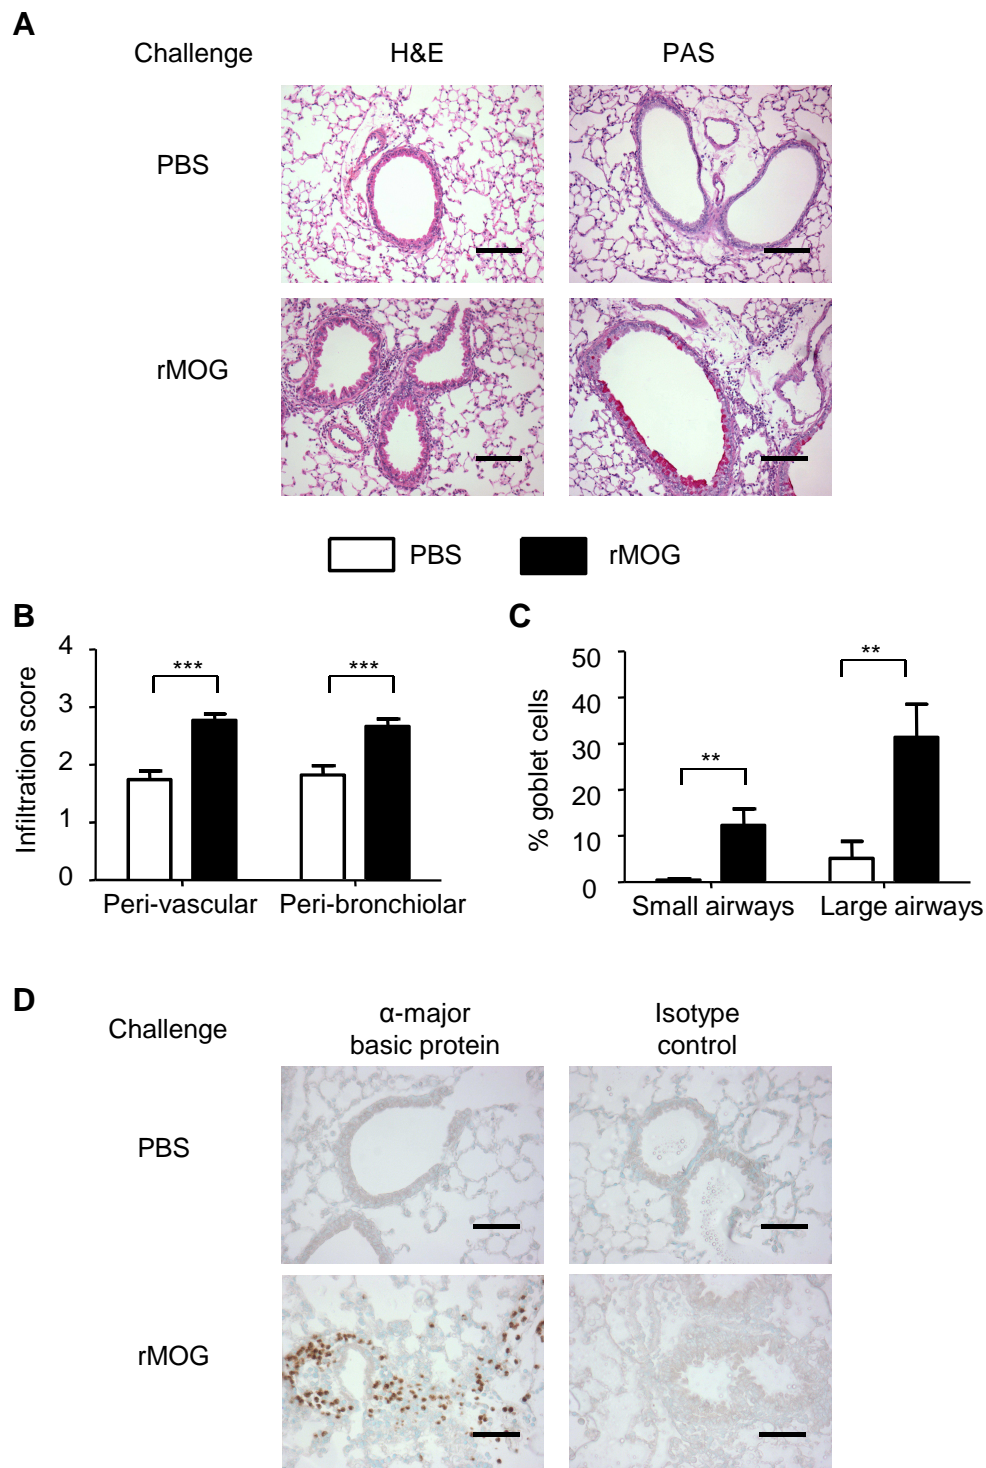 A
Challenge H&E PAS
PBS
rMOG
PBS rMOG
B
4
3
2
1
0
Infiltration score
*** ***
Peri-vascular Peri-bronchiolar
C
50
40
30
20
10
0
% goblet cells
** **
Small airways Large airways
D
Challenge
α-major
basic protein
Isotype
control
PBS
rMOG